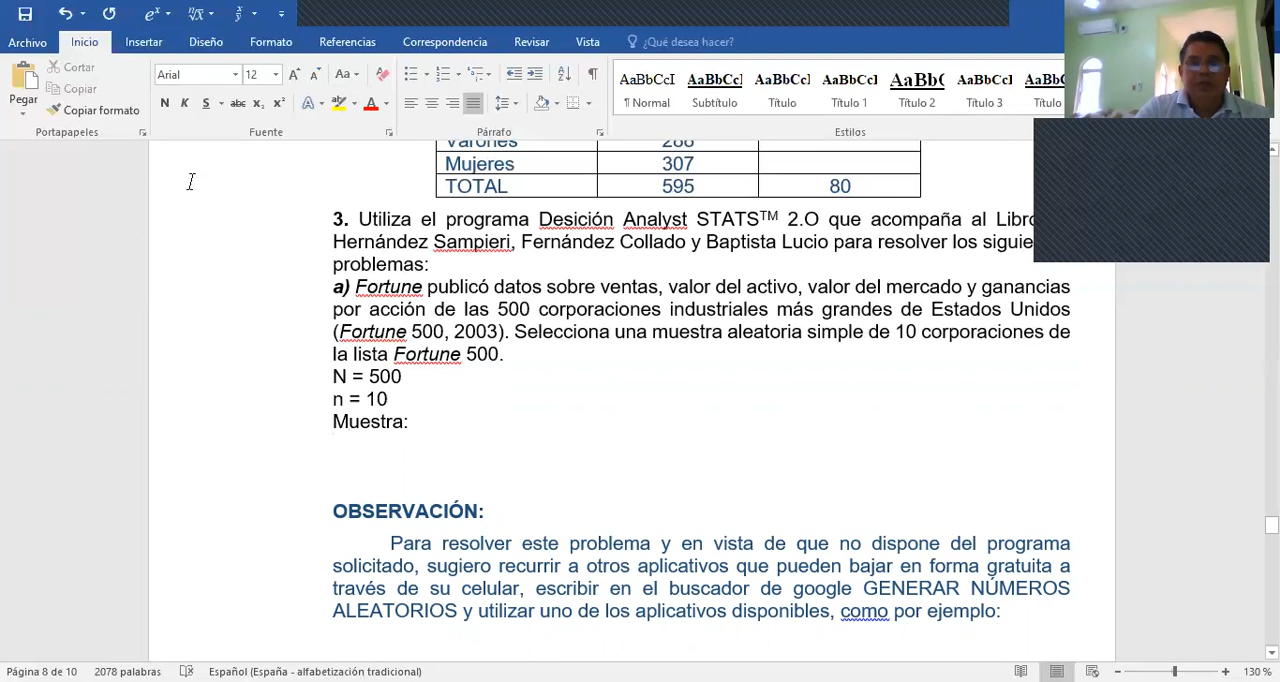 Archivo Inicio Insertar Diseño Formato Referencias Correspondencia Revisar Vista ¿Qué desea hacer?
Pegar
Cortar
Copiar
Copiar formato
Portapapeles
Arial 12
Fuente
Párrafo
AaBbCcI AaBbCcl AaBbCcl AaBbCcl AaBb( AaBbCcI AaBbCcl
¶ Normal Subtítulo Título Título 1 Título 2 Título 3 Título
Estilos
Varones 288
Mujeres 307
TOTAL 595 80
3. Utiliza el programa Desición Analyst STATS™ 2.O que acompaña al Libro
Hernández Sampieri, Fernández Collado y Baptista Lucio para resolver los siguie
problemas:
a) Fortune publicó datos sobre ventas, valor del activo, valor del mercado y ganancias
por acción de las 500 corporaciones industriales más grandes de Estados Unidos
(Fortune 500, 2003). Selecciona una muestra aleatoria simple de 10 corporaciones de
la lista Fortune 500.
N = 500
n = 10
Muestra:
OBSERVACIÓN:
Para resolver este problema y en vista de que no dispone del programa
solicitado, sugiero recurrir a otros aplicativos que pueden bajar en forma gratuita a
través de su celular, escribir en el buscador de google GENERAR NÚMEROS
ALEATORIOS y utilizar uno de los aplicativos disponibles, como por ejemplo:
Página 8 de 10 2078 palabras Español (España - alfabetización tradicional) 130 %